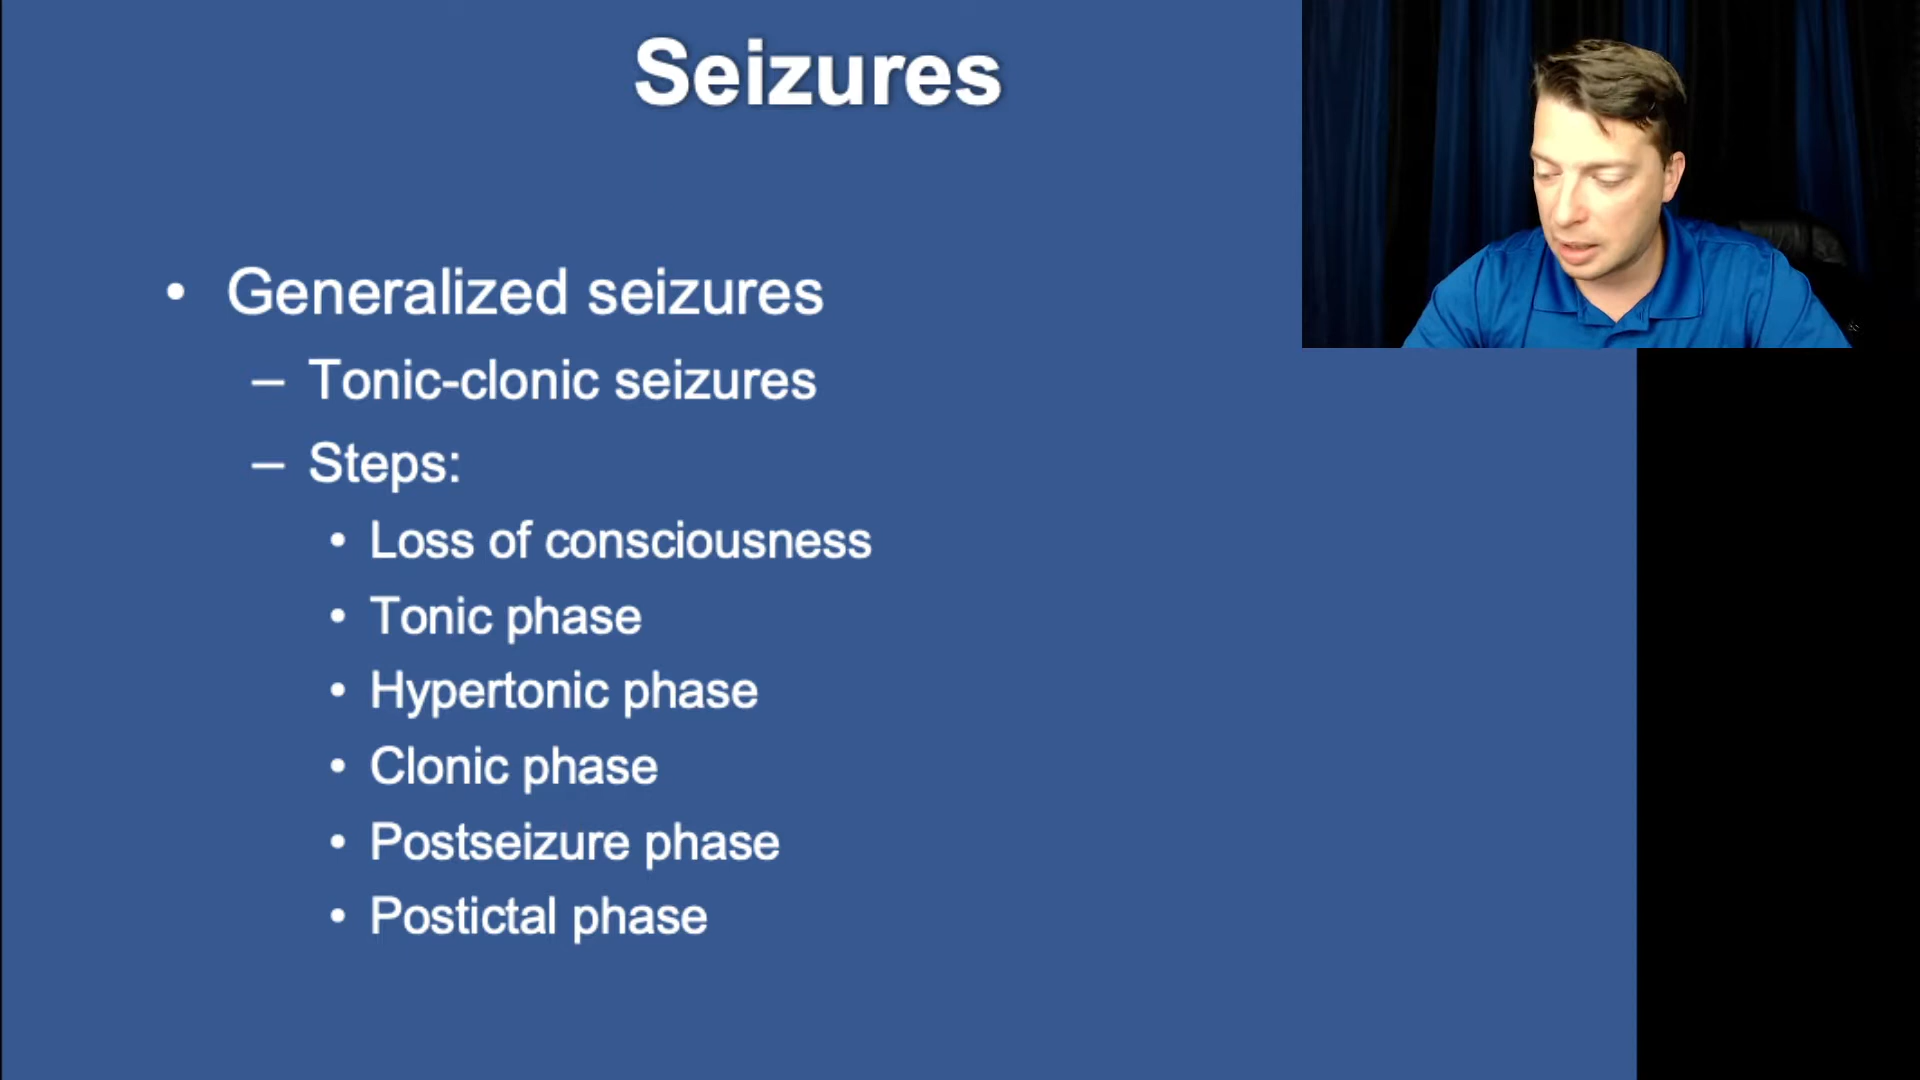 Seizures
• Generalized seizures
– Tonic-clonic seizures
– Steps:
• Loss of consciousness
• Tonic phase
• Hypertonic phase
• Clonic phase
• Postseizure phase
• Postictal phase